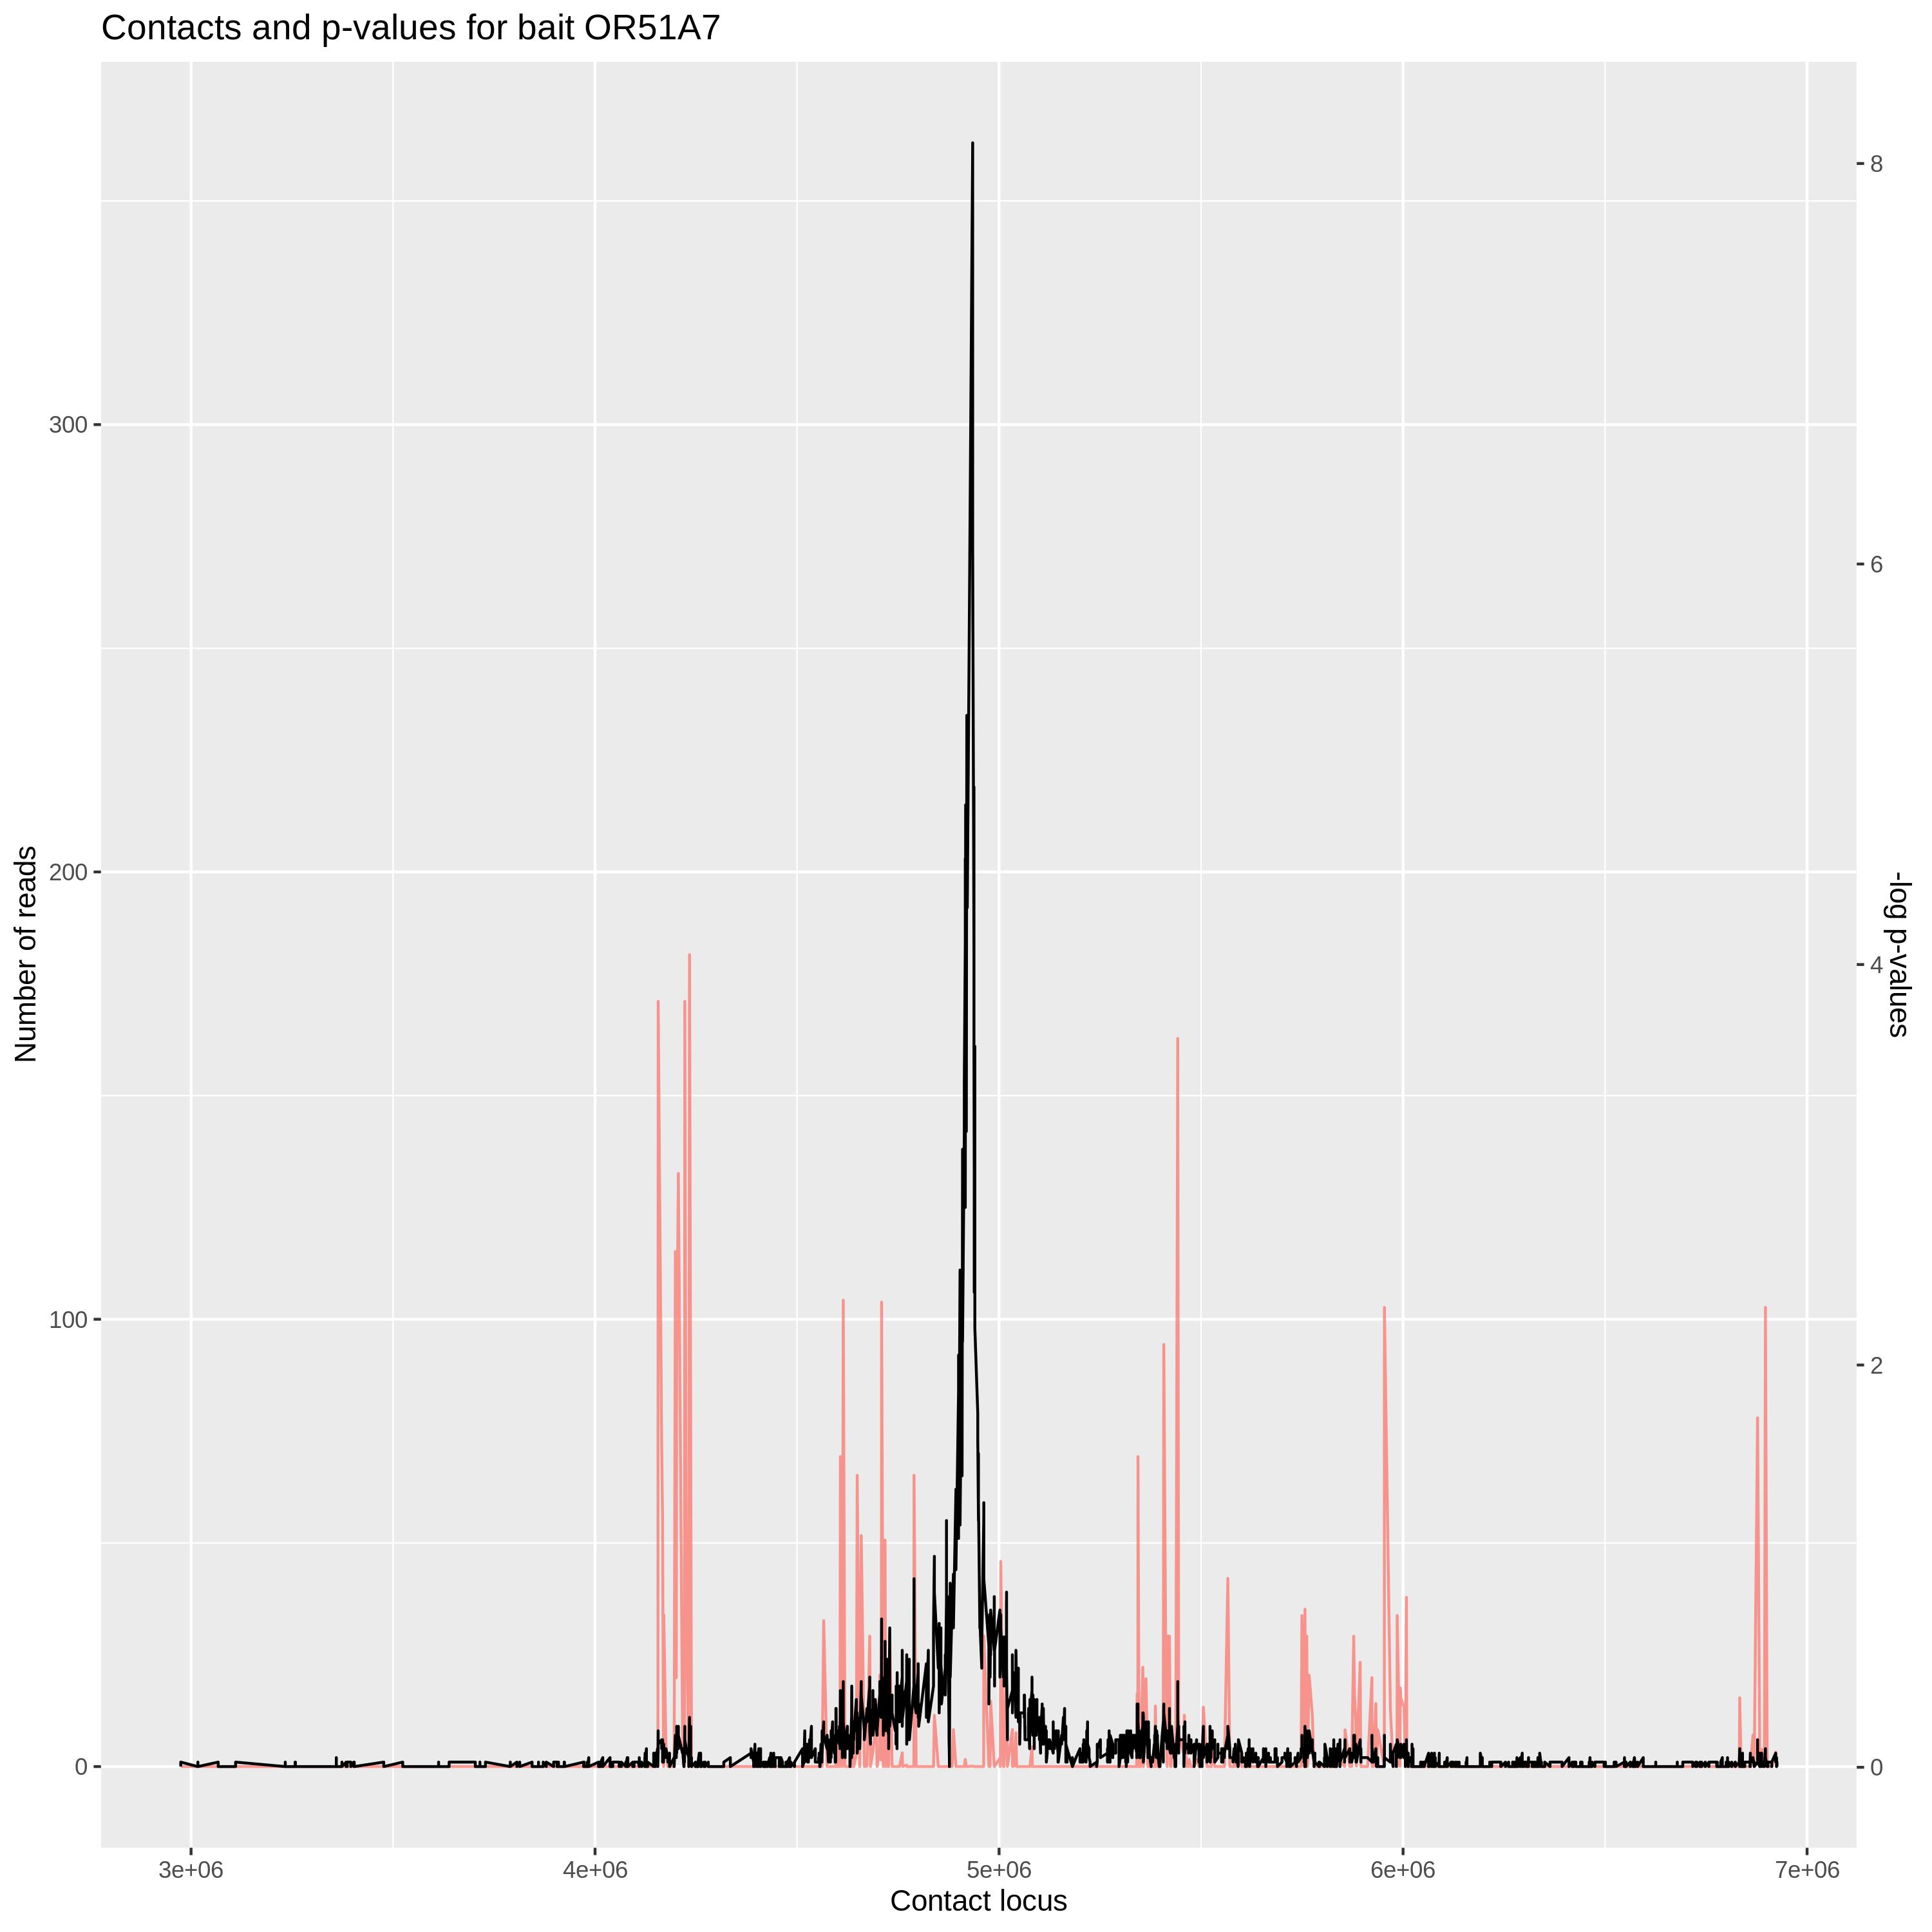 Contacts and p-values for bait OR51A7
Number of reads
300
200
100
0
8
6
4
2
0
-log p-values
3e+06 4e+06 5e+06 6e+06 7e+06
Contact locus